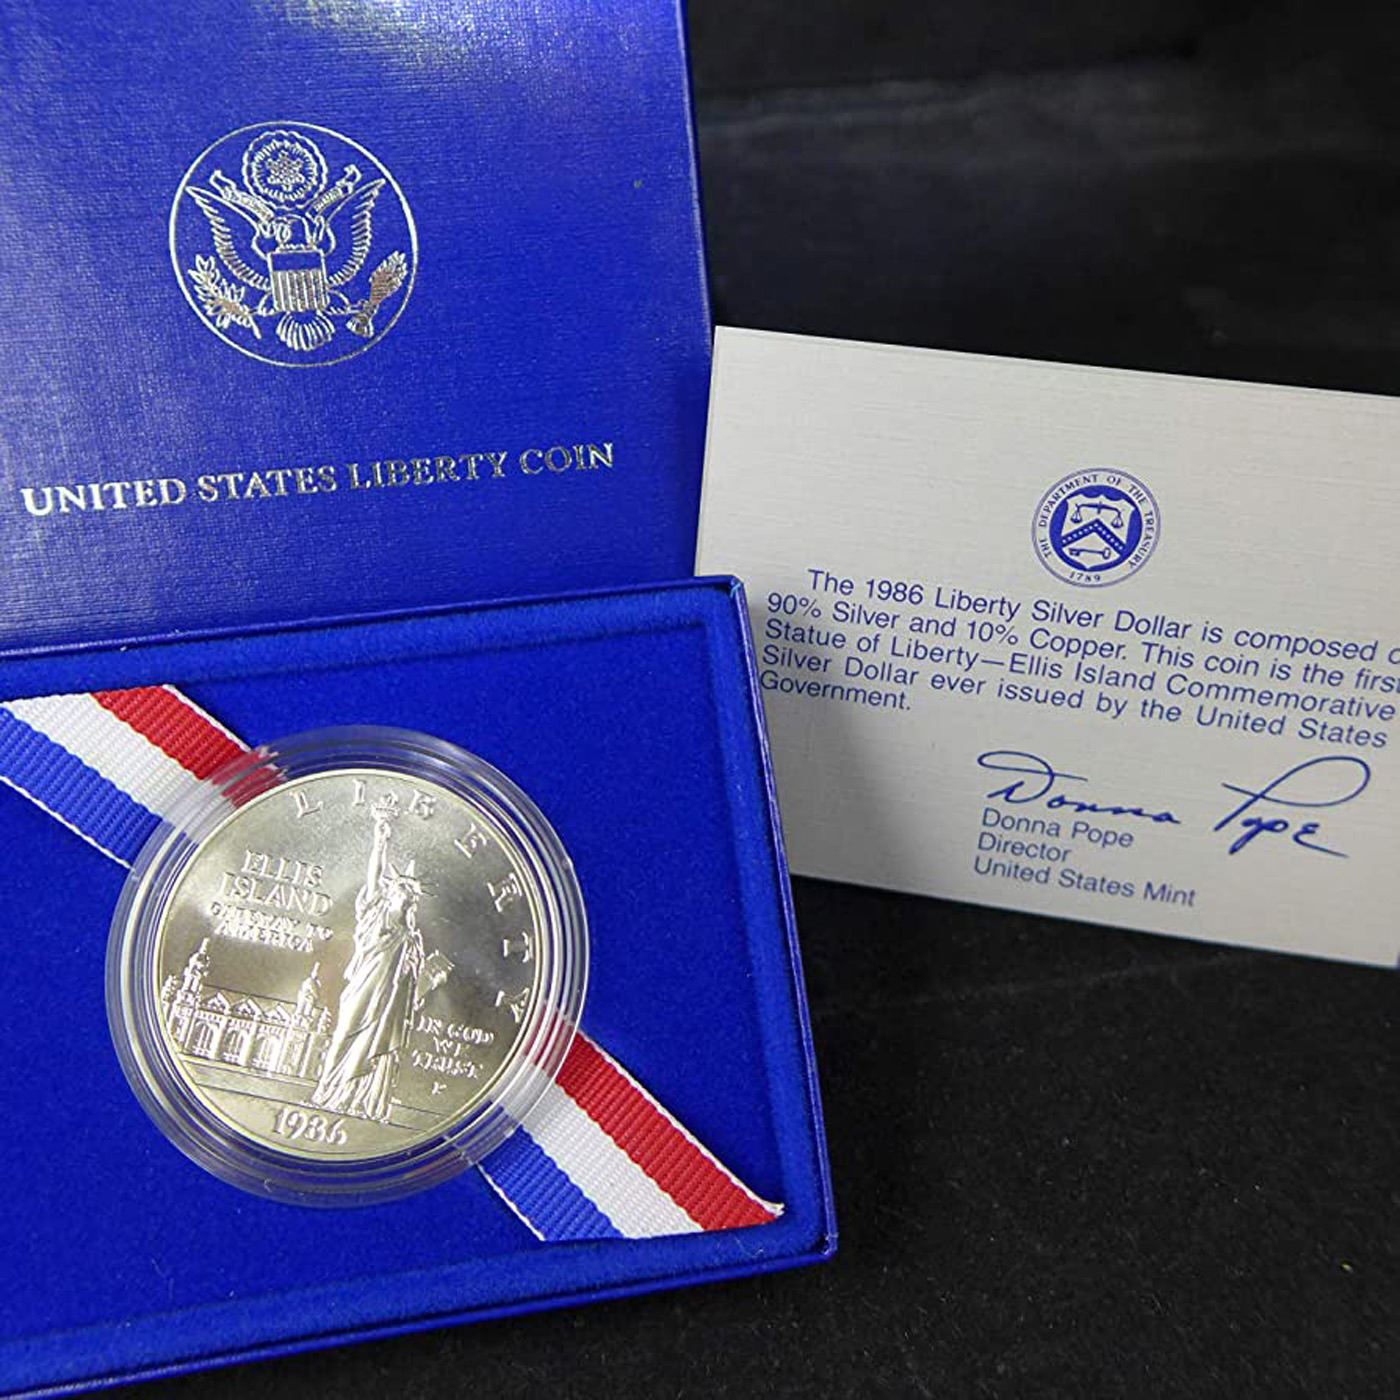 UNITED STATES LIBERTY COIN
THE DEPARTMENT OF THE TREASURY
1789
The 1986 Liberty Silver Dollar is composed o
90% Silver and 10% Copper. This coin is the first
Statue of Liberty—Ellis Island Commemorative
Silver Dollar ever issued by the United States
Government.
Donna Pope
Donna Pope
Director
United States Mint
LIBERTY
ELLIS
ISLAND
GATEWAY TO
AMERICA
IN GOD
WE
TRUST
P
1986